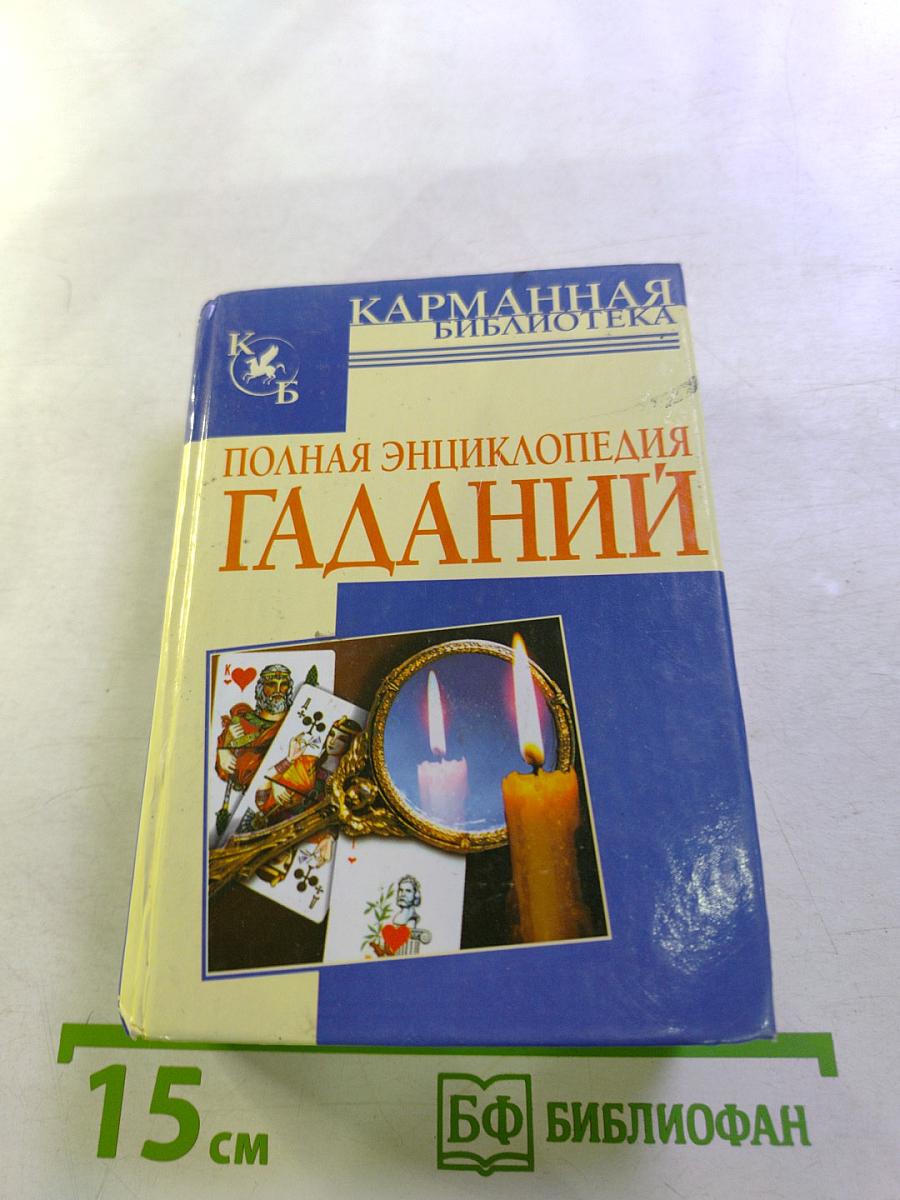 КАРМАННАЯ
БИБЛИОТЕКА
К
Б
ПОЛНАЯ ЭНЦИКЛОПЕДИЯ
ГАДАНИЙ
К
Д
Д
15 см
БФ БИБЛИОФАН